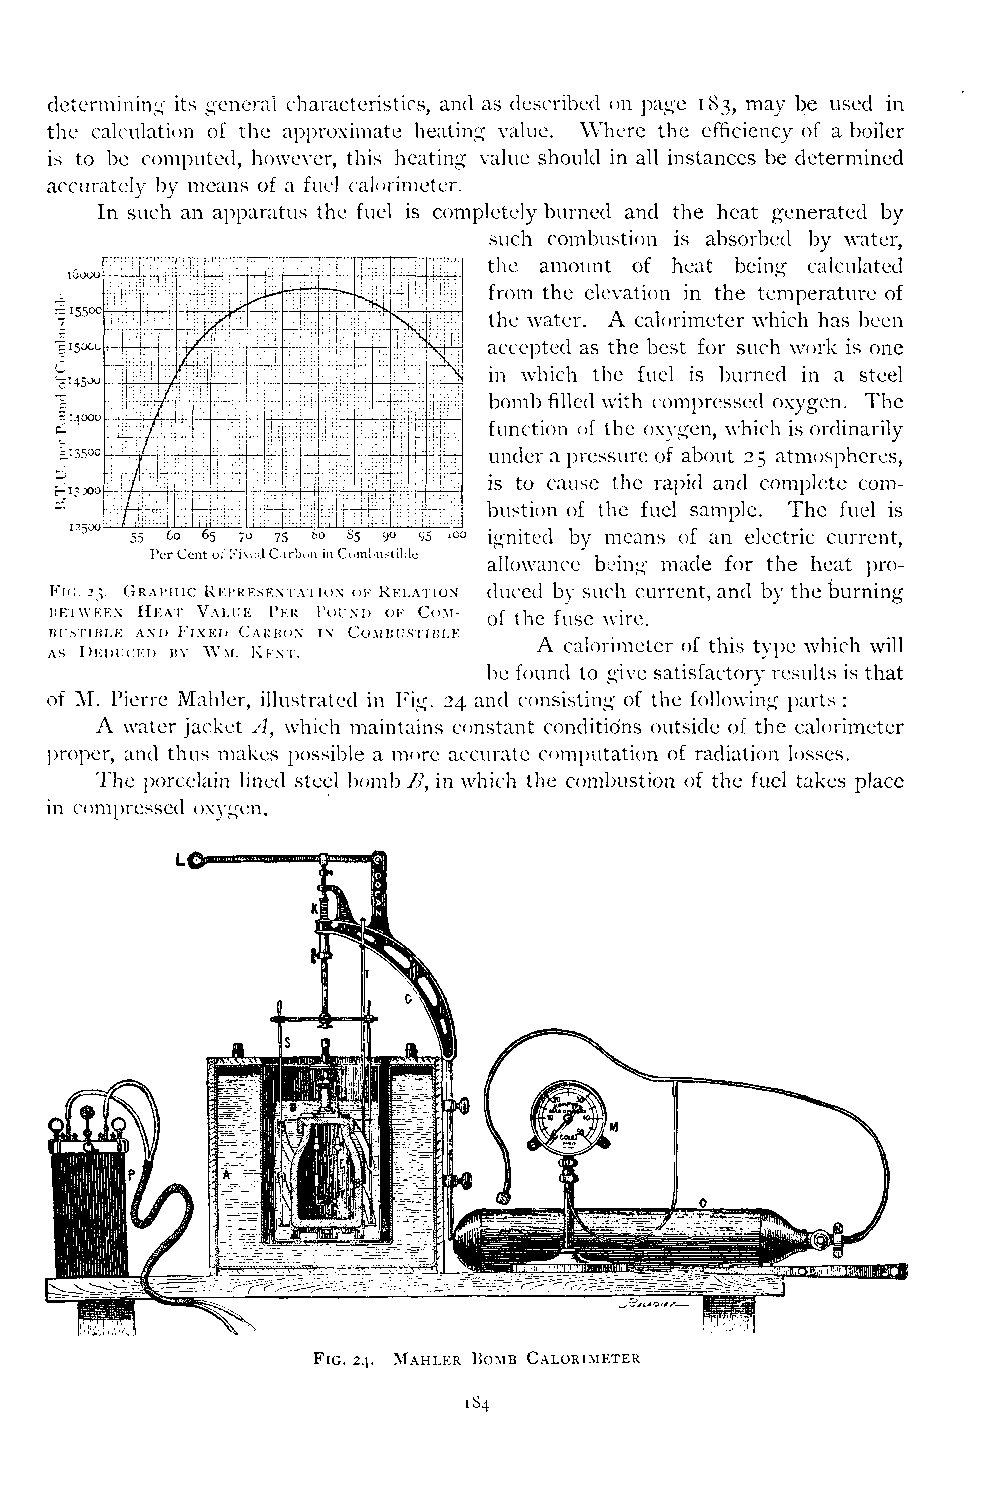 determining its general characteristics, and as described on page 183, may be used in
the calculation of the approximate heating value. Where the efficiency of a boiler
is to be computed, however, this heating value should in all instances be determined
accurately by means of a fuel calorimeter.
In such an apparatus the fuel is completely burned and the heat generated by
such combustion is absorbed by water,
the amount of heat being calculated
from the elevation in the temperature of
the water. A calorimeter which has been
accepted as the best for such work is one
in which the fuel is burned in a steel
bomb filled with compressed oxygen. The
function of the oxygen, which is ordinarily
under a pressure of about 25 atmospheres,
is to cause the rapid and complete com-
bustion of the fuel sample. The fuel is
ignited by means of an electric current,
allowance being made for the heat pro-
duced by such current, and by the burning
of the fuse wire.
16000
15500
15000
14500
14000
13500
13000
12500
B.T.U. per Pound of Combustible
55 60 65 70 75 80 85 90 95 100
Per Cent of Fixed Carbon in Combustible
Fig. 23. Graphic Representation of Relation
between Heat Value Per Pound of Com-
bustible and Fixed Carbon in Combustible
as Deduced by Wm. Kent.
A calorimeter of this type which will
be found to give satisfactory results is that
of M. Pierre Mahler, illustrated in Fig. 24 and consisting of the following parts:
A water jacket A, which maintains constant conditions outside of the calorimeter
proper, and thus makes possible a more accurate computation of radiation losses.
The porcelain lined steel bomb B, in which the combustion of the fuel takes place
in compressed oxygen.
L
K
T
G
S
B
M
P
A
O
Fig. 24. Mahler Bomb Calorimeter
184